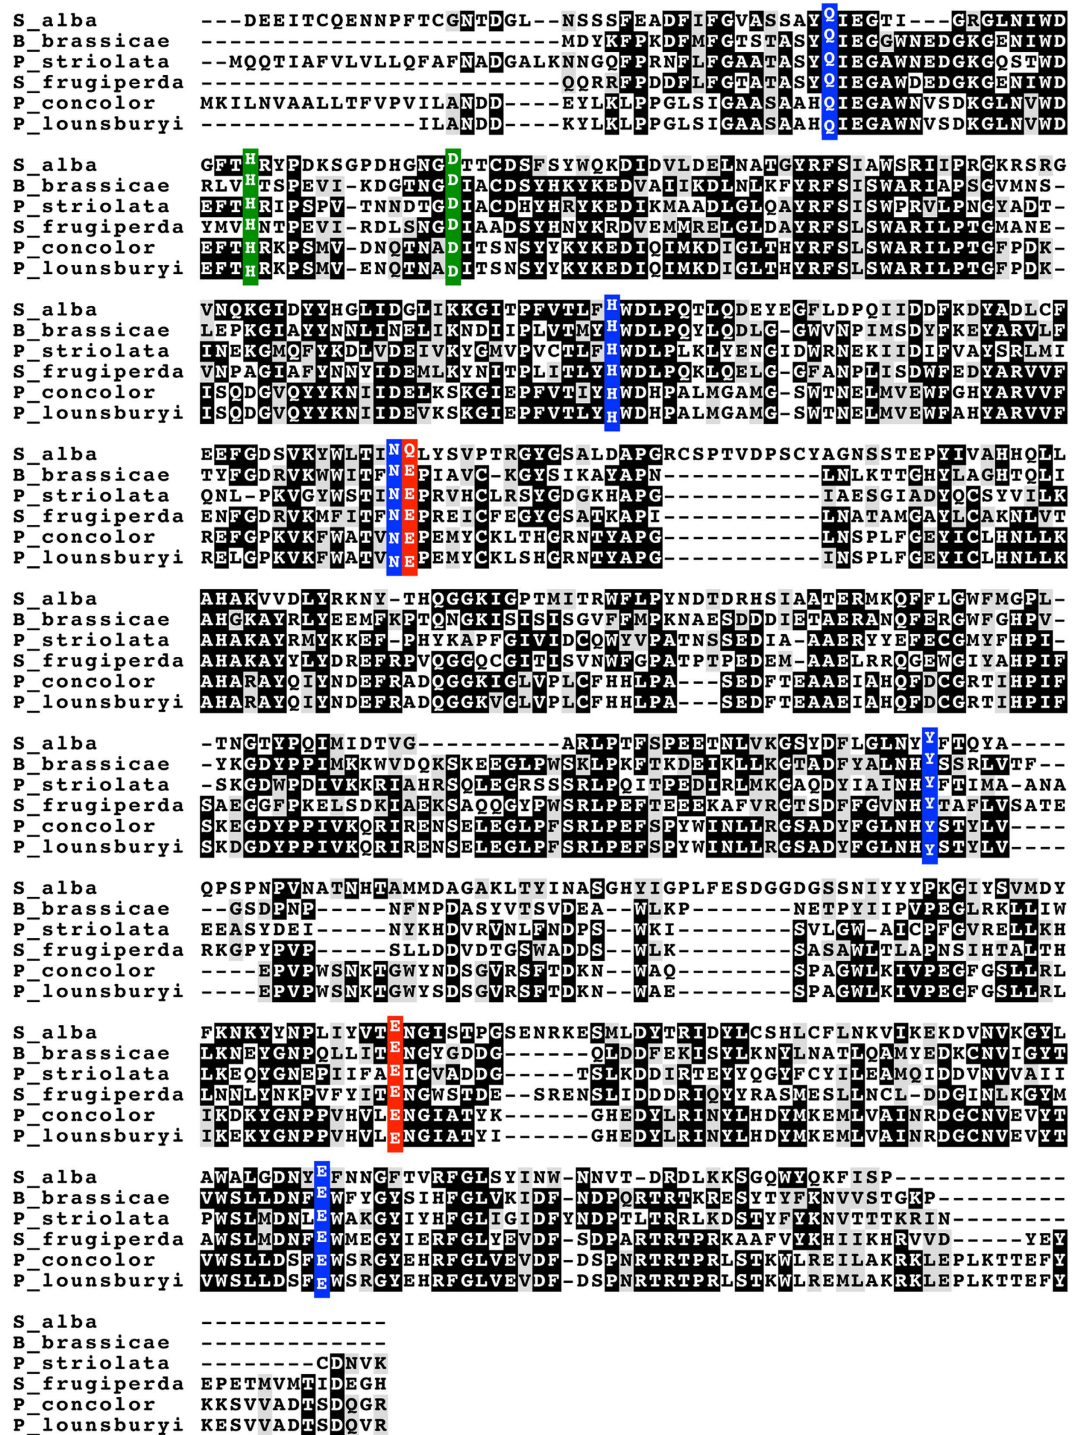 S_alba ---DEEITCQENNPFTCGNTDGL--NSSSFEADFIFGVASSAYQIEGTI---GRGLNIWD
B_brassicae -------------------------MDYKFPKDFMFGTSTASYQIEGGWNEDGKGENIWD
P_striolata --MQQTIAFVLVLLQFAFNADGALKNNGQFPRNFLFGAATASYQIEGAWNEDGKGQSTWD
S_frugiperda -------------------------QQRRFPDDFLFGTATASYQIEGAWDEDGKGENIWD
P_concolor MKILNVAALLTFVPVILANDD----EYLKLPPGLSIGAASAAHQIEGAWNVSDKGLNVWD
P_lounsburyi ---------------ILANDD----KYLKLPPGLSIGAASAAHQIEGAWNVSDKGLNVWD
S_alba GFTHRYPDKSGPDHGNGDTTCDSFSYWQKDIDVLDELNATGYRFSIAWSRIIPRGKRSRG
B_brassicae RLVHTSPEVI-KDGTNGDIACDSYHKYKEDVAIIKDLNLKFYRFSISWARIAPSGVMNS-
P_striolata EFTHRIPSPV-TNNDTGDIACDHYHRYKEDIKMAADLGLQAYRFSISWPRVLPNGYADT-
S_frugiperda YMVHNTPEVI-RDLSNGDIAADSYHNYKRDVEMMRELGLDAYRFSLSWARILPTGMANE-
P_concolor EFTHRKPSMV-DNQTNADITSNSYYKYKEDIQIMKDIGLTHYRFSLSWARILPTGFPDK-
P_lounsburyi EFTHRKPSMV-ENQTNADITSNSYYKYKEDIQIMKDIGLTHYRFSLSWARILPTGFPDK-
S_alba VNQKGIDYYHGLIDGLIKKGITPFVTLFHWDLPQTLQDEYEGFLDPQIIDDFKDYADLCF
B_brassicae LEPKGIAYYNNLINELIKNDIIPLVTMYHWDLPQYLQDLG-GWVNPIMSDYFKEYARVLF
P_striolata INEKGMQFYKDLVDEIVKYGMVPVCTLFHWDLPLKLYENGIDWRNEKIIDIFVAYSRLMI
S_frugiperda VNPAGIAFYNNYIDEMLKYNITPLITLYHWDLPQKLQELG-GFANPLISDWFEDYARVVF
P_concolor ISQDGVQYYKNIIDELKSKGIEPFVTIYHWDHPALMGAMG-SWTNELMVEWFGHYARVVF
P_lounsburyi ISQDGVQYYKNIIDEVKSKGIEPFVTLYHWDHPALMGAMG-SWTNELMVEWFAHYARVVF
S_alba EEFGDSVKYWLTINQLYSVPTRGYGSALDAPGRCSPTVDPSCYAGNSSTEPYIVAHHQLL
B_brassicae TYFGDRVKWWITFNEPIAVC-KGYSIKAYAPN-----------LNLKTTGHYLAGHTQLI
P_striolata QNL-PKVGYWSTINEPRVHCLRSYGDGKHAPG-----------IAESGIADYQCSYVILK
S_frugiperda ENFGDRVKMFITFNEPREICFEGYGSATKAPI-----------LNATAMGAYLCAKNLVT
P_concolor REFGPKVKFWATVNEPEMYCKLTHGRNTYAPG-----------INSPLFGEYICLHNLLK
P_lounsburyi RELGPKVKFWATVNEPEMYCKLSHGRNTYAPG-----------INSPLFGEYICLHNLLK
S_alba AHAKVVDLYRKNY-THQGGKIGPTMITRWFLPYNDTDRHSIAATERMKQFFLGWFMGPL-
B_brassicae AHGKAYRLYEEMFKPTQNGKISISISGVFFMPKNAESDDDIETAERANQFERGWFGHPV-
P_striolata AHAKAYRMYKKEF-PHYKAPFGIVIDCQWYVPATNSSEDIA-AAERYYEFECGMYFHPI-
S_frugiperda AHAKAYYLYDREFRPVQGGQCGITISVNWFGPATPTPEDEM-AAELRRQGEWGIYAHPIF
P_concolor AHARAYQIYNDEFRADQGGKIGLVPLCFHHLPA---SEDFTEAAEIAHQFDCGRTIHPIF
P_lounsburyi AHARAYQIYNDEFRADQGGKVGLVPLCFHHLPA---SEDFTEAAEIAHQFDCGRTIHPIF
S_alba -TNGTYPQIMIDTVG----------ARLPTFSPEETNLVKGSYDFLGLNYYFTQYA----
B_brassicae -YKGDYPPIMKKWVDQKSKEEGLPWSKLPKFTKDEIKLLKGTADFYALNHYSSRLVTF--
P_striolata -SKGDWPDIVKKRIAHRSQLEGRSSSRLPQITPEDIRLMKGAQDYIAINHYFTIMA-ANA
S_frugiperda SAEGGFPKELSDKIAEKSAQQGYPWSRLPEFTEEEKAFVRGTSDFFGVNHYTAFLVSATE
P_concolor SKEGDYPPIVKQRIRENSELEGLPFSRLPEFSPYWINLLRGSADYFGLNHYSTYLV----
P_lounsburyi SKDGDYPPIVKQRIRENSELEGLPFSRLPEFSPYWINLLRGSADYFGLNHYSTYLV----
S_alba QPSPNPVNATNHTAMMDAGAKLTYINASGHYIGPLFESDGGDGSSNIYYYPKGIYSVMDY
B_brassicae --GSDPNP-----NFNPDASYVTSVDEA--WLKP-------NETPYIIPVPEGLRKLLIW
P_striolata EEASYDEI-----NYKHDVRVNLFNDPS--WKI--------SVLGW-AICPFGVRELLKH
S_frugiperda RKGPYPVP-----SLLDDVDTGSWADDS--WLK--------SASAWLTLAPNSIHTALTH
P_concolor ----EPVPWSNKTGWYNDSGVRSFTDKN--WAQ--------SPAGWLKIVPEGFGSLLRL
P_lounsburyi ----EPVPWSNKTGWYSDSGVRSFTDKN--WAE--------SPAGWLKIVPEGFGSLLRL
S_alba FKNKYYNPLIYVTENGISTPGSENRKESMLDYTRIDYLCSHLCFLNKVIKEKDVNVKGYL
B_brassicae LKNEYGNPQLLITENGYGDDG------QLDDFEKISYLKNYLNATLQAMYEDKCNVIGYT
P_striolata LKEQYGNEPIIFAEIGVADDG------TSLKDDIRTEYYQGYFCYILEAMQIDDVNVVAII
S_frugiperda LNNLYNKPVFYITENGWSTDE---SRENSLIDDDRIQYYRASMESLLNCL-DDGINLKGYM
P_concolor IKDKYGNPPVHVLENGIATYK------GHEDYLRINYLHDYMKEMLVAINRDGCNVEVYT
P_lounsburyi IKEKYGNPPVHVLENGIATYI------GHEDYLRINYLHDYMKEMLVAINRDGCNVEVYT
S_alba AWALGDNYEFNNGFTVRFGLSYINW-NNVT-DRDLKKSGQWYQKFISP------------
B_brassicae VWSLLDNFEWFYGYSIHFGLVKIDF-NDPQRTRTKRESYTYFKNVVSTGKP---------
P_striolata PWSLMDNLEWAKGYIYHFGLIGIDFYNDPTLTRRLKDSTYFYKNVTTTKRIN--------
S_frugiperda AWSLMDNFEWMEGYIERFGLYEVDF-SDPARTRTPRKAAFVYKHIIKHRVVD-----YEY
P_concolor VWSLLDSFEWSRGYEHRFGLVEVDF-DSPNRTRTPRLSTKWLREILAKRKLEPLKTTEFY
P_lounsburyi VWSLLDSFEWSRGYEHRFGLVEVDF-DSPNRTRTPRLSTKWLREMLAKRKLEPLKTTEFY
S_alba -------------
B_brassicae -------------
P_striolata --------CDNVK
S_frugiperda EPETMVMTIDEGH
P_concolor KKSVVADTSDQGR
P_lounsburyi KESVVADTSDQVR